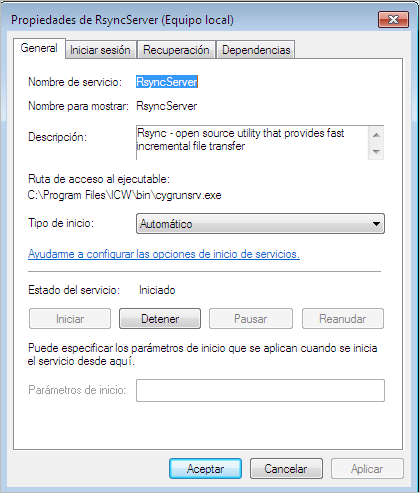 Propiedades de RsyncServer (Equipo local)
General
Iniciar sesión
Recuperación
Dependencias
Nombre de servicio: RsyncServer
Nombre para mostrar: RsyncServer
Descripción: Rsync - open source utility that provides fast
incremental file transfer
Ruta de acceso al ejecutable:
C:\Program Files\ICW\bin\cygrunsrv.exe
Tipo de inicio: Automático
Ayudarme a configurar las opciones de inicio de servicios.
Estado del servicio: Iniciado
Iniciar
Detener
Pausar
Reanudar
Puede especificar los parámetros de inicio que se aplican cuando se inicia
el servicio desde aquí.
Parámetros de inicio:
Aceptar
Cancelar
Aplicar